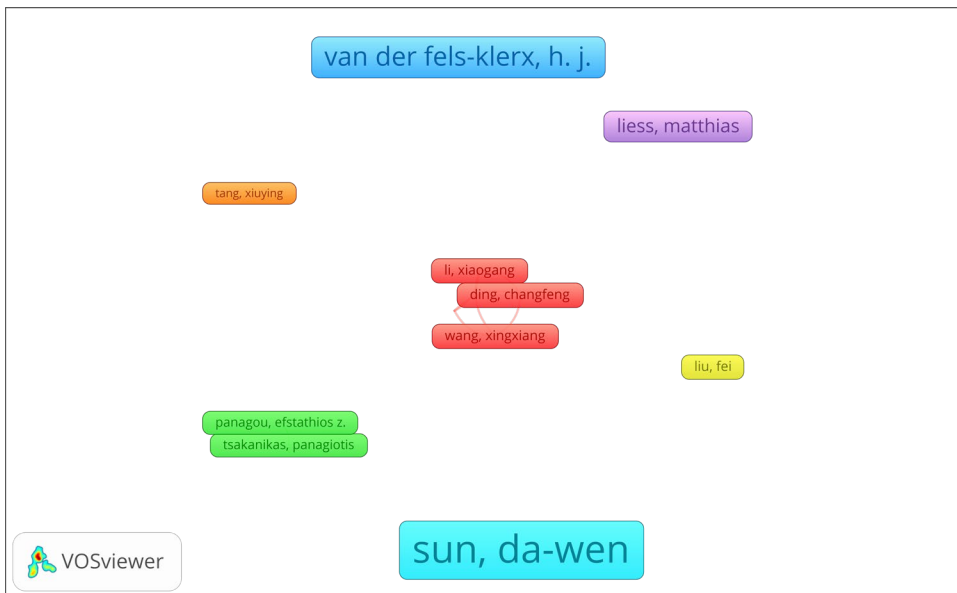 van der fels-klerx, h. j.
liess, matthias
tang, xiuying
li, xiaogang
ding, changfeng
wang, xingxiang
liu, fei
panagou, efstathios z.
tsakanikas, panagiotis
sun, da-wen
VOSviewer